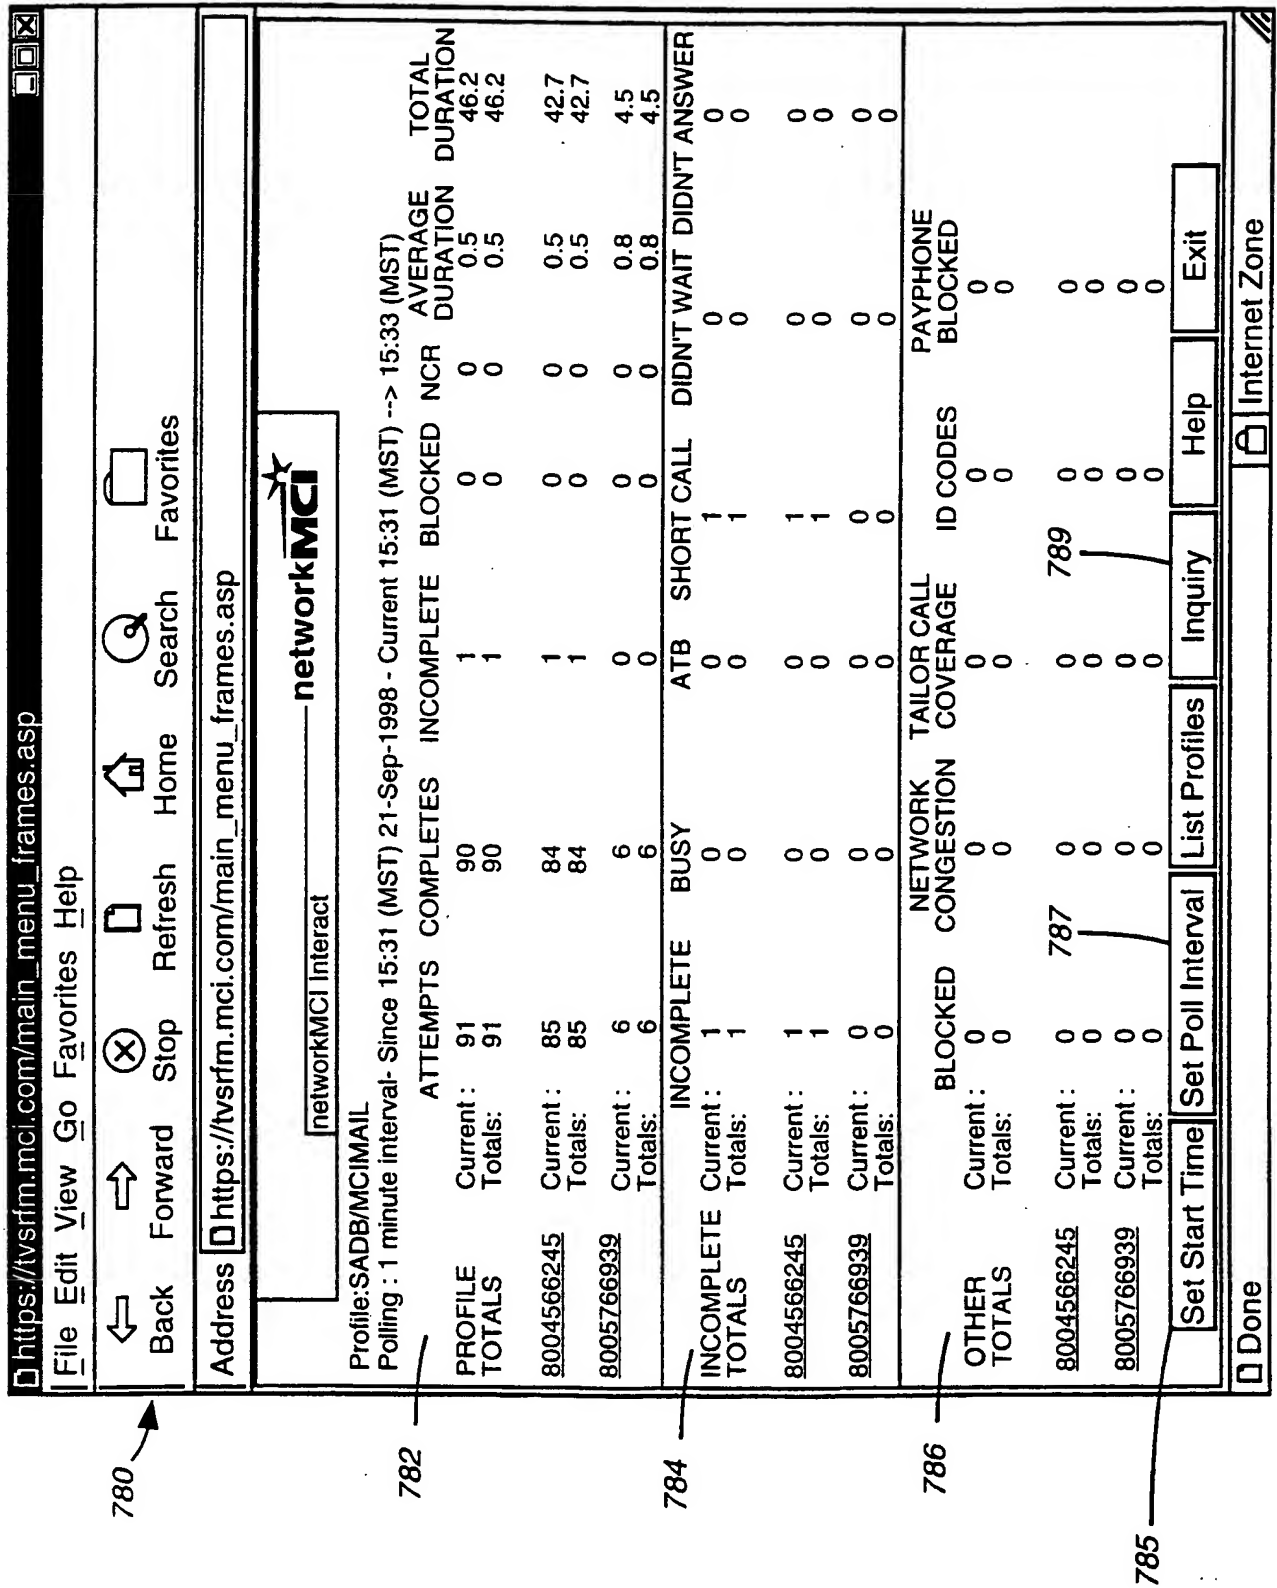 https://tvsrfm.mci.com/main_menu_frames.asp
File Edit View Go Favorites Help
Back Forward Stop Refresh Home Search Favorites
Address https://tvsrfm.mci.com/main_menu_frames.asp
networkMCI Interact networkMCI
Profile:SADB/MCIMAIL
Polling : 1 minute interval- Since 15:31 (MST) 21-Sep-1998 - Current 15:31 (MST) --> 15:33 (MST)
ATTEMPTS COMPLETES INCOMPLETE BLOCKED NCR AVERAGE DURATION TOTAL DURATION
PROFILE Current : 91 90 1 0 0 0.5 46.2
TOTALS Totals: 91 90 1 0 0 0.5 46.2
8004566245 Current : 85 84 1 0 0 0.5 42.7
Totals: 85 84 1 0 0 0.5 42.7
8005766939 Current : 6 6 0 0 0 0.8 4.5
Totals: 6 6 0 0 0 0.8 4.5
INCOMPLETE BUSY ATB SHORT CALL DIDN'T WAIT DIDN'T ANSWER
INCOMPLETE Current : 1 0 0 1 0 0
TOTALS Totals: 1 0 0 1 0 0
8004566245 Current : 1 0 0 1 0 0
Totals: 1 0 0 1 0 0
8005766939 Current : 0 0 0 0 0 0
Totals: 0 0 0 0 0 0
BLOCKED NETWORK CONGESTION TAILOR CALL COVERAGE ID CODES PAYPHONE BLOCKED
OTHER Current : 0 0 0 0 0
TOTALS Totals: 0 0 0 0 0
8004566245 Current : 0 0 0 0 0
Totals: 0 0 0 0 0
8005766939 Current : 0 0 0 0 0
Totals: 0 0 0 0 0
Set Start Time Set Poll Interval List Profiles Inquiry Help Exit
Done Internet Zone
780
782
784
786
785
787
789